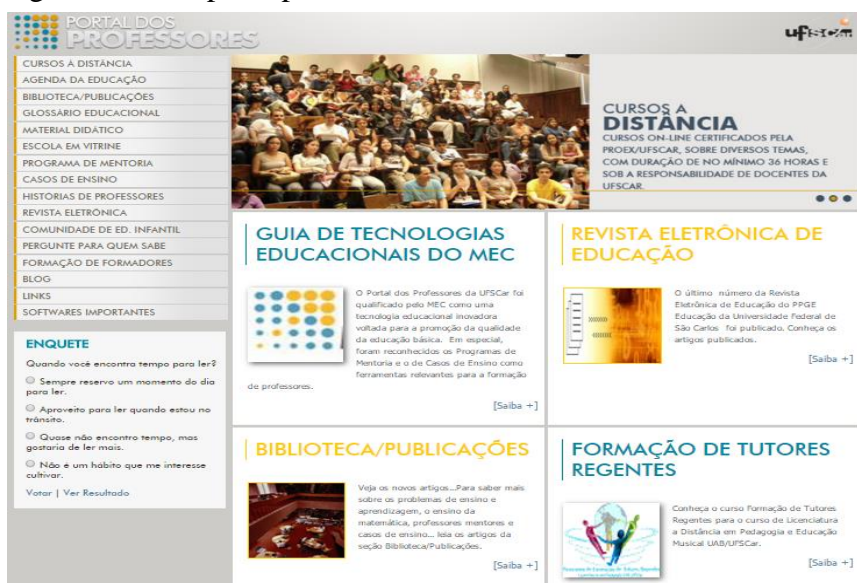 PORTAL DOS
PROFESSORES
ufscar
CURSOS À DISTÂNCIA
AGENDA DA EDUCAÇÃO
BIBLIOTECA/PUBLICAÇÕES
GLOSSÁRIO EDUCACIONAL
MATERIAL DIDÁTICO
ESCOLA EM VITRINE
PROGRAMA DE MENTORIA
CASOS DE ENSINO
HISTÓRIAS DE PROFESSORES
REVISTA ELETRÔNICA
COMUNIDADE DE ED. INFANTIL
PERGUNTE PARA QUEM SABE
FORMAÇÃO DE FORMADORES
BLOG
LINKS
SOFTWARES IMPORTANTES
ENQUETE
Quando você encontra tempo para ler?
Sempre reservo um momento do dia
para ler.
Aproveito para ler quando estou no
trânsito.
Quase não encontro tempo, mas
gostaria de ler mais.
Não é um hábito que me interesse
cultivar.
Votar | Ver Resultado
CURSOS A
DISTÂNCIA
CURSOS ON-LINE CERTIFICADOS PELA
PROEX/UFSCAR, SOBRE DIVERSOS TEMAS,
COM DURAÇÃO DE NO MÍNIMO 36 HORAS E
SOB A RESPONSABILIDADE DE DOCENTES DA
UFSCAR.
GUIA DE TECNOLOGIAS
EDUCACIONAIS DO MEC
O Portal dos Professores da UFSCar foi
qualificado pelo MEC como uma
tecnologia educacional inovadora
voltada para a promoção da qualidade
da educação básica. Em especial,
foram reconhecidos os Programas de
Mentoria e o de Casos de Ensino como
ferramentas relevantes para a formação
de professores.
[Saiba +]
REVISTA ELETRÔNICA DE
EDUCAÇÃO
O último número da Revista
Eletrônica de Educação do PPGE
Educação da Universidade Federal de
São Carlos foi publicado. Conheça os
artigos publicados.
[Saiba +]
BIBLIOTECA/PUBLICAÇÕES
Veja os novos artigos...Para saber mais
sobre os problemas de ensino e
aprendizagem, o ensino da
matemática, professores mentores e
casos de ensino... leia os artigos da
seção Biblioteca/Publicações.
[Saiba +]
FORMAÇÃO DE TUTORES
REGENTES
Conheça o curso Formação de Tutores
Regentes para o curso de Licenciatura
a Distância em Pedagogia e Educação
Musical UAB/UFSCar.
[Saiba +]